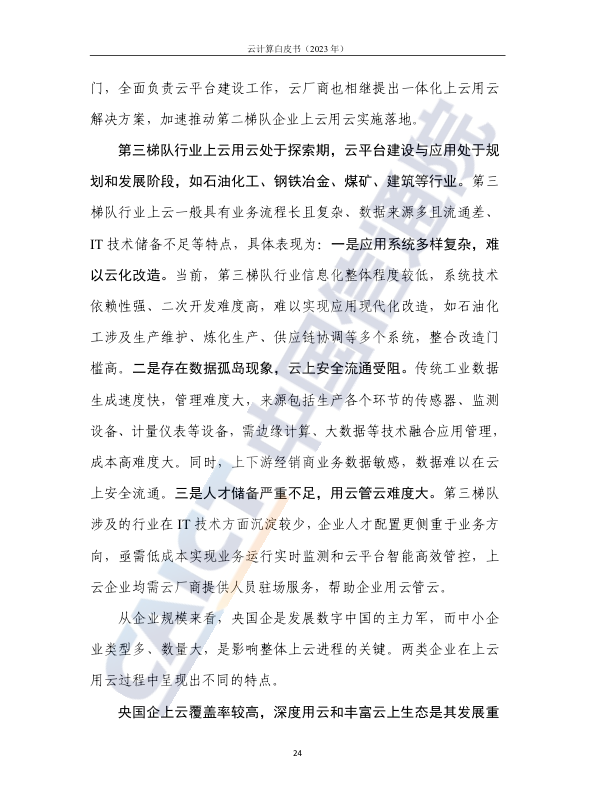 云计算白皮书（2023 年）
门，全面负责云平台建设工作，云厂商也相继提出一体化上云用云
解决方案，加速推动第二梯队企业上云用云实施落地。
第三梯队行业上云用云处于探索期，云平台建设与应用处于规
划和发展阶段，如石油化工、钢铁冶金、煤矿、建筑等行业。第三
梯队行业上云一般具有业务流程长且复杂、数据来源多且流通差、
IT 技术储备不足等特点，具体表现为：一是应用系统多样复杂，难
以云化改造。当前，第三梯队行业信息化整体程度较低，系统技术
依赖性强、二次开发难度高，难以实现应用现代化改造，如石油化
工涉及生产维护、炼化生产、供应链协调等多个系统，整合改造门
槛高。二是存在数据孤岛现象，云上安全流通受阻。传统工业数据
生成速度快，管理难度大，来源包括生产各个环节的传感器、监测
设备、计量仪表等设备，需边缘计算、大数据等技术融合应用管理，
成本高难度大。同时，上下游经销商业务数据敏感，数据难以在云
上安全流通。三是人才储备严重不足，用云管云难度大。第三梯队
涉及的行业在 IT 技术方面沉淀较少，企业人才配置更侧重于业务方
向，亟需低成本实现业务运行实时监测和云平台智能高效管控，上
云企业均需云厂商提供人员驻场服务，帮助企业用云管云。
从企业规模来看，央国企是发展数字中国的主力军，而中小企
业类型多、数量大，是影响整体上云进程的关键。两类企业在上云
用云过程中呈现出不同的特点。
央国企上云覆盖率较高，深度用云和丰富云上生态是其发展重
24
CAICT 中国信通院